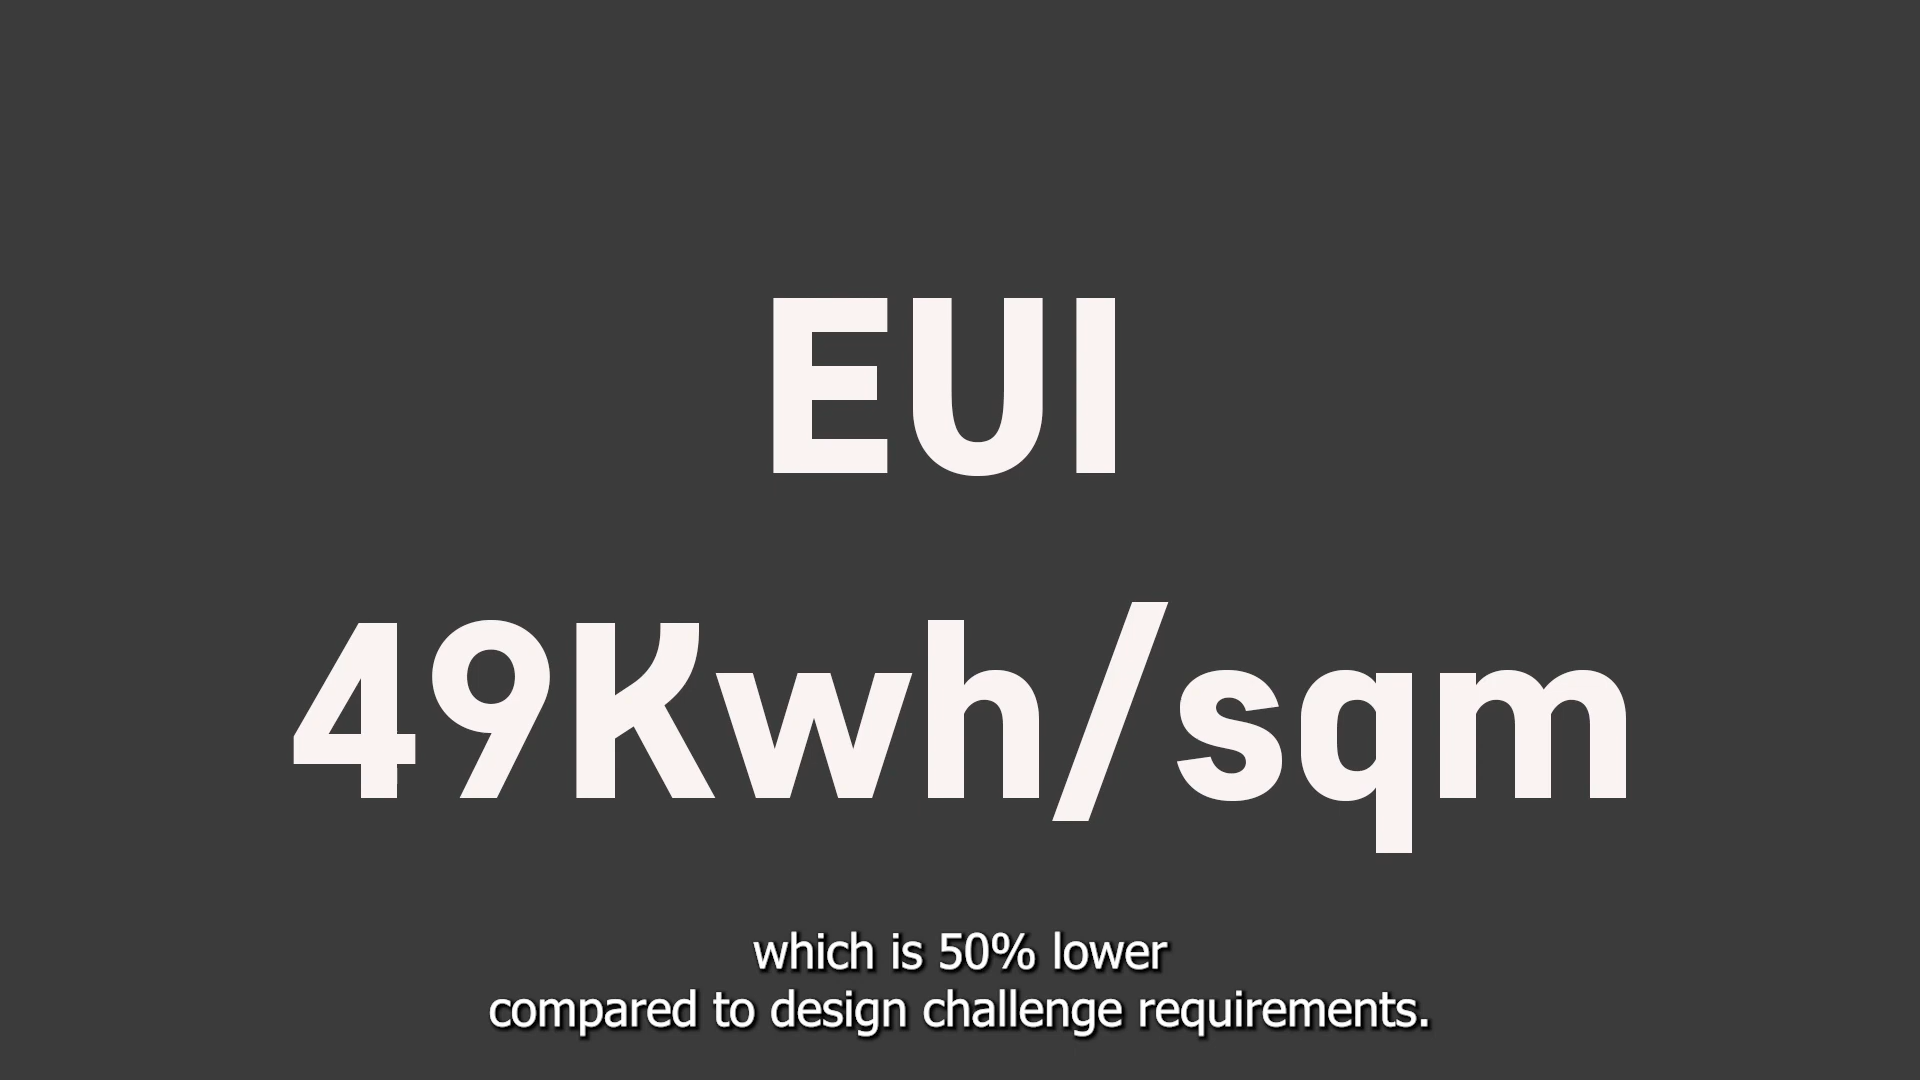 EUI
49Kwh/sqm
which is 50% lower
compared to design challenge requirements.